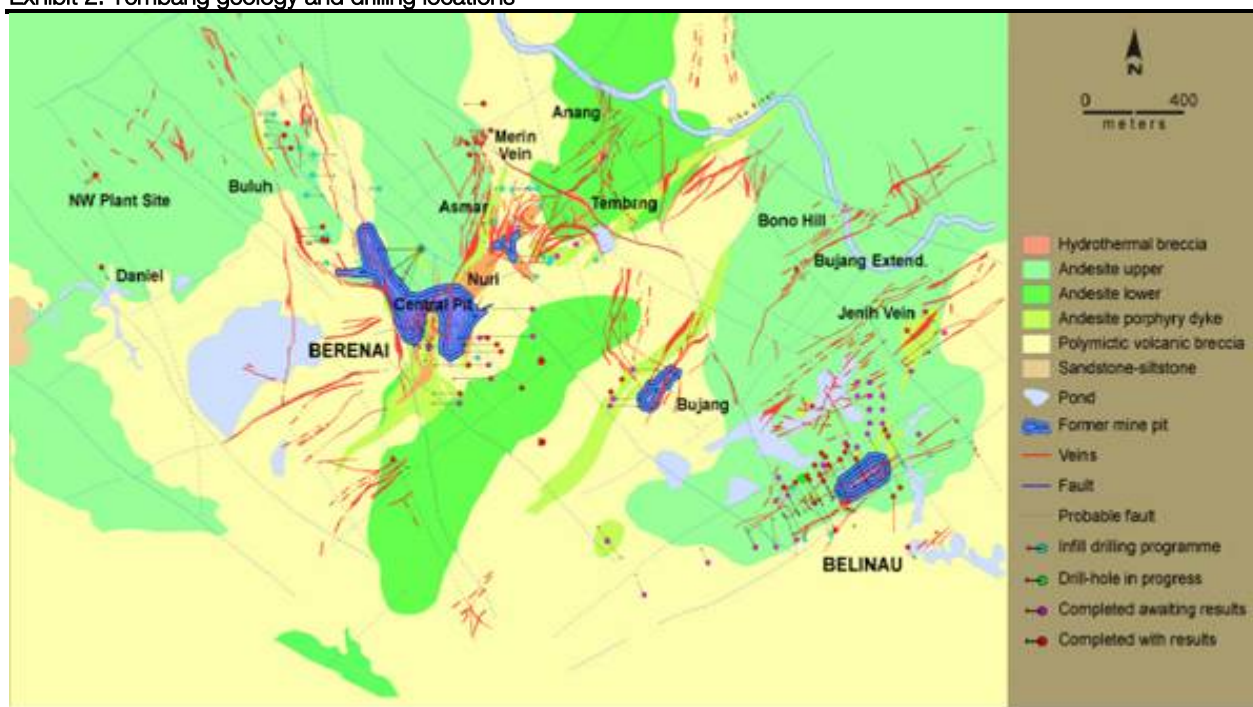 Exhibit 2: Tembang geology and drilling locations
N
0 400
meters
Anang
Merin
Vein
Buluh
NW Plant Site
Asmar
Tembang
Bono Hill
Bujang Extend.
Daniel
Nuri
Central Pit
Jenih Vein
BERENAI
Bujang
BELINAU
Hydrothermal breccia
Andesite upper
Andesite lower
Andesite porphyry dyke
Polymictic volcanic breccia
Sandstone-siltstone
Pond
Former mine pit
Veins
Fault
Probable fault
Infill drilling programme
Drill-hole in progress
Completed awaiting results
Completed with results